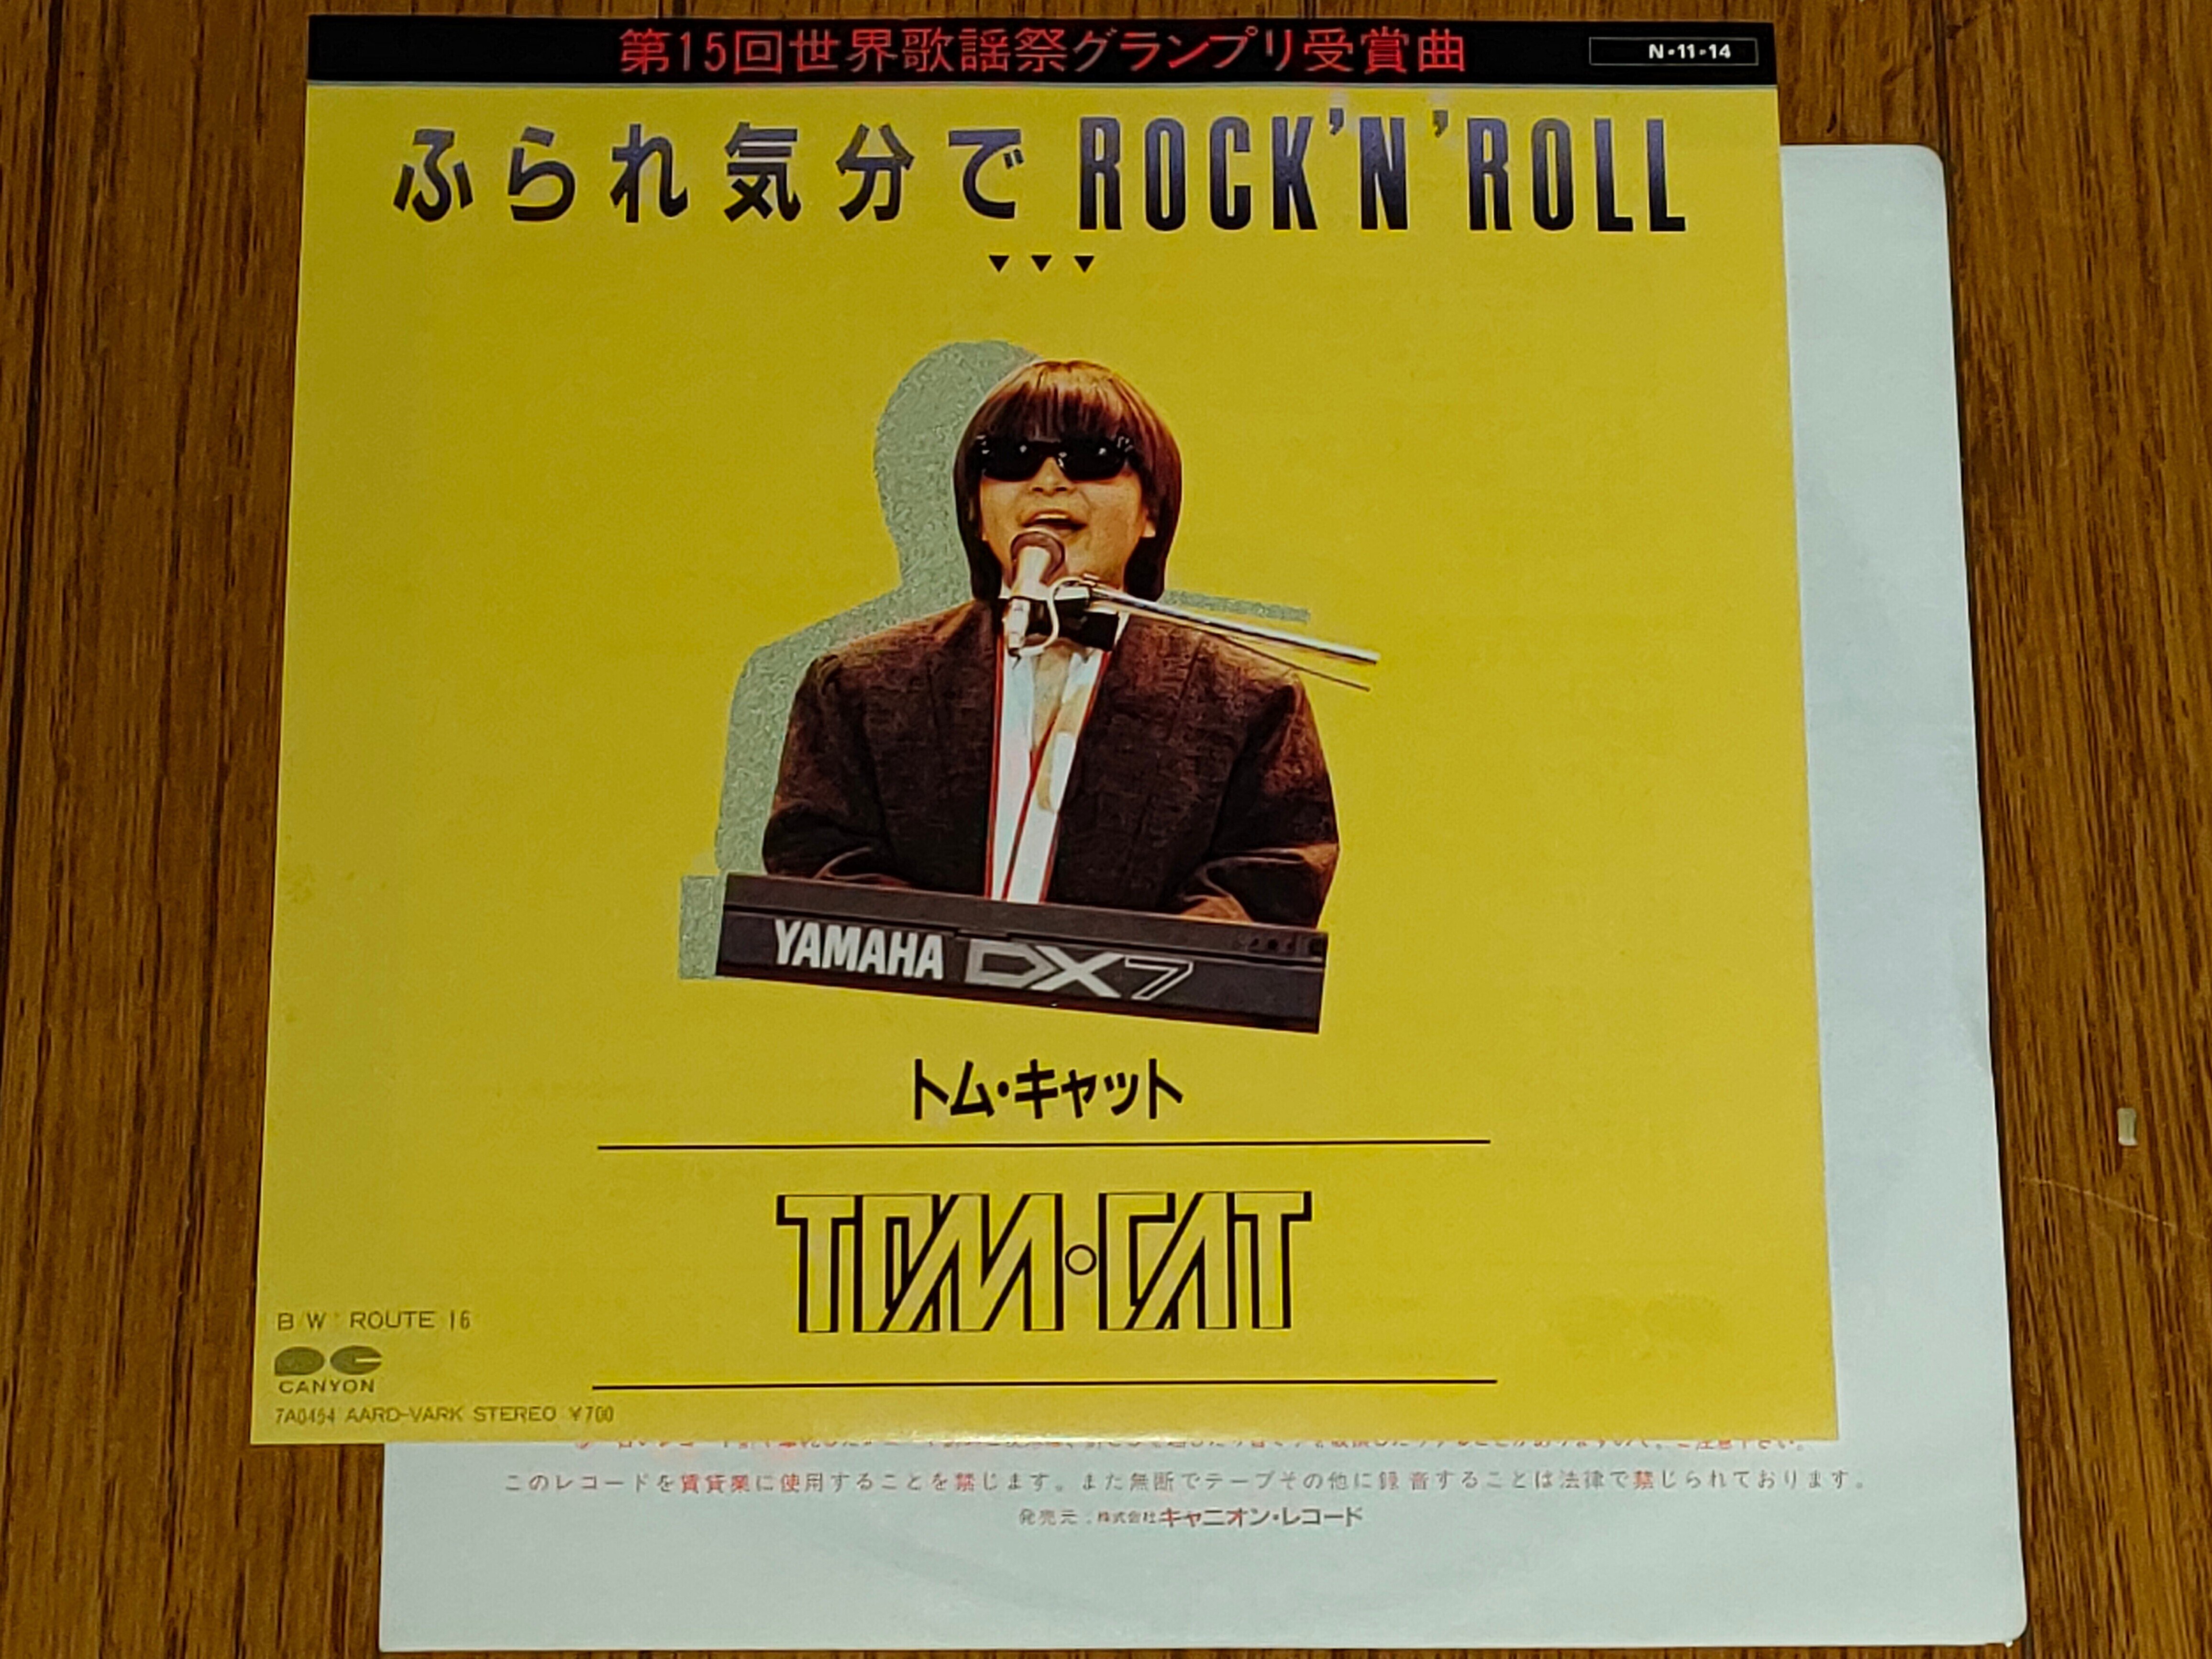 第15回世界歌謡祭グランプリ受賞曲
N・11・14
ふられ気分でROCK'N'ROLL
▼▼▼
YAMAHA DX7
トム・キャット
TOM・CAT
B/W ROUTE 16
CANYON
7A0454 AARD-VARK STEREO ¥700
このレコードを賃貸業に使用することを禁じます。また無断でテープその他に録音することは法律で禁じられております。
発売元:株式会社キャニオン・レコード